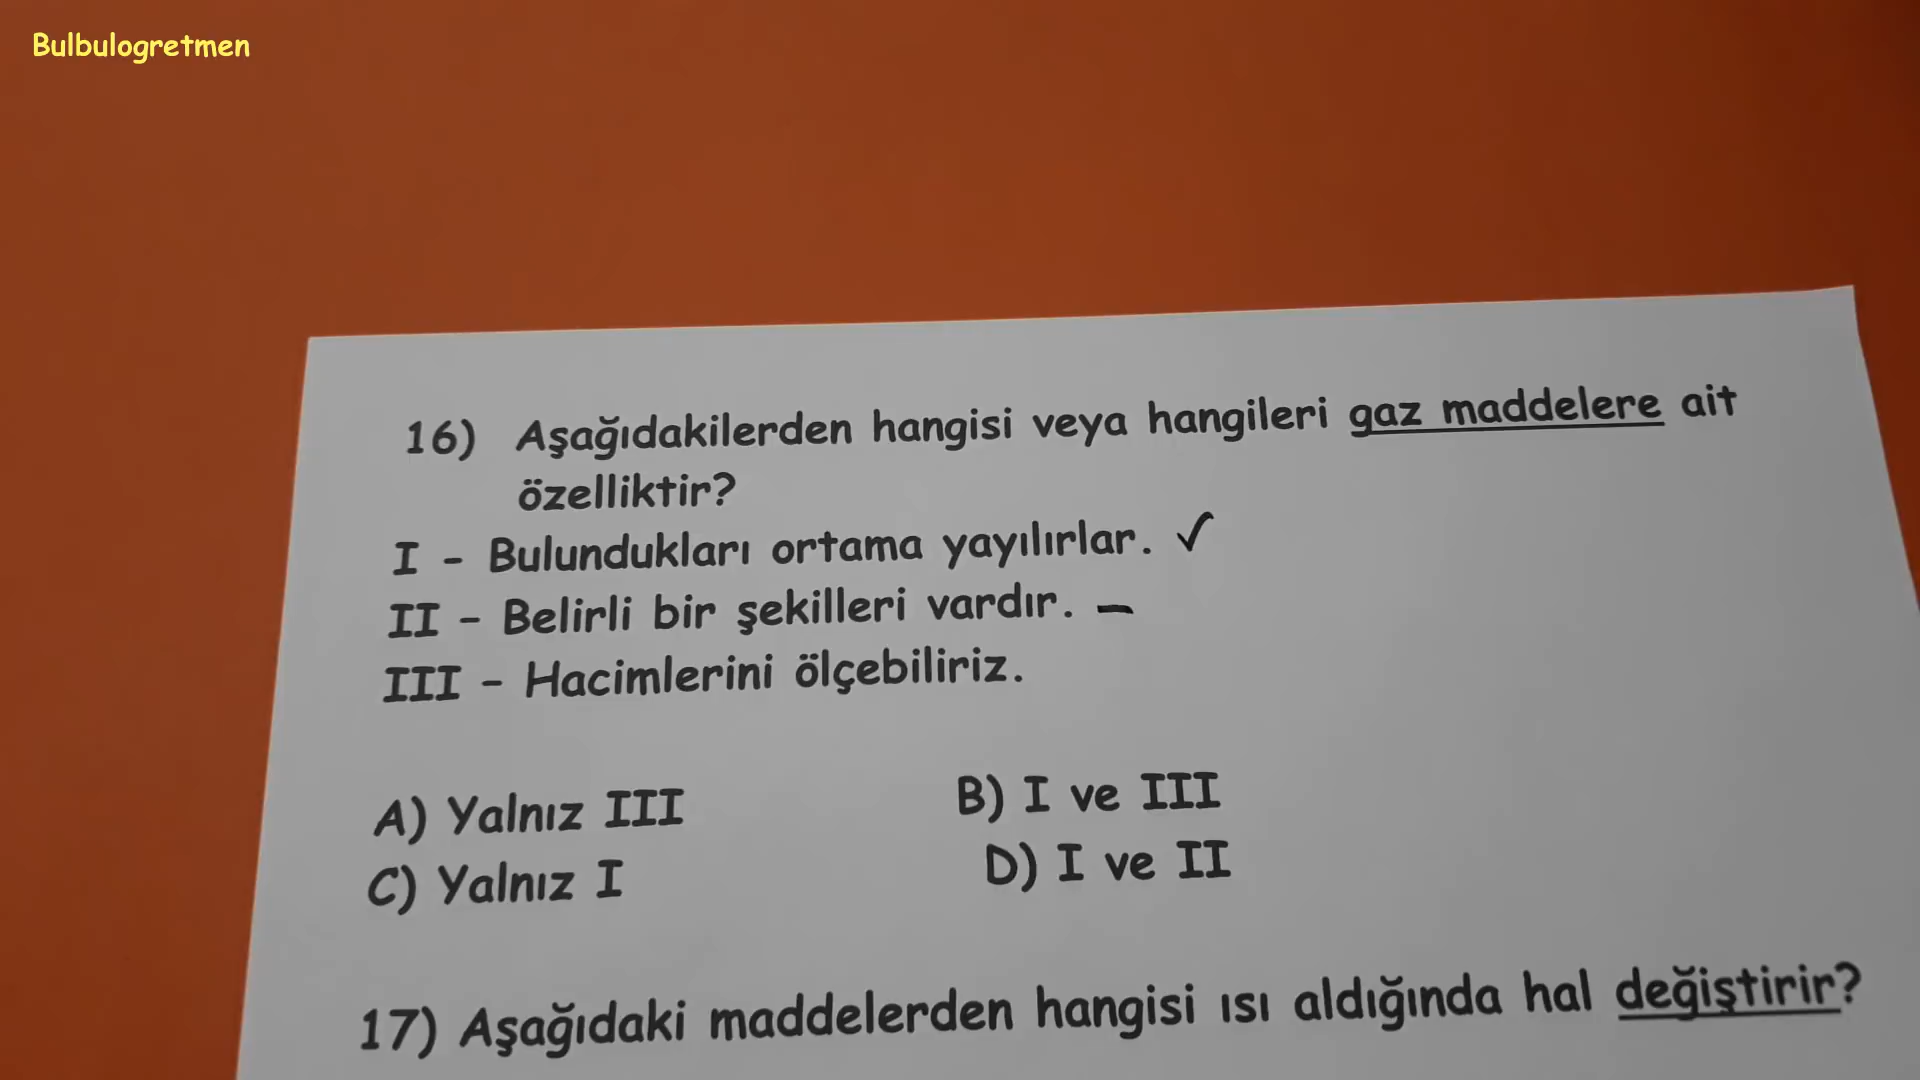 Bulbulogretmen
16) Aşağıdakilerden hangisi veya hangileri gaz maddelere ait
özelliktir?
I - Bulundukları ortama yayılırlar. ✓
II - Belirli bir şekilleri vardır. –
III - Hacimlerini ölçebiliriz.
A) Yalnız III B) I ve III
C) Yalnız I D) I ve II
17) Aşağıdaki maddelerden hangisi ısı aldığında hal değiştirir?